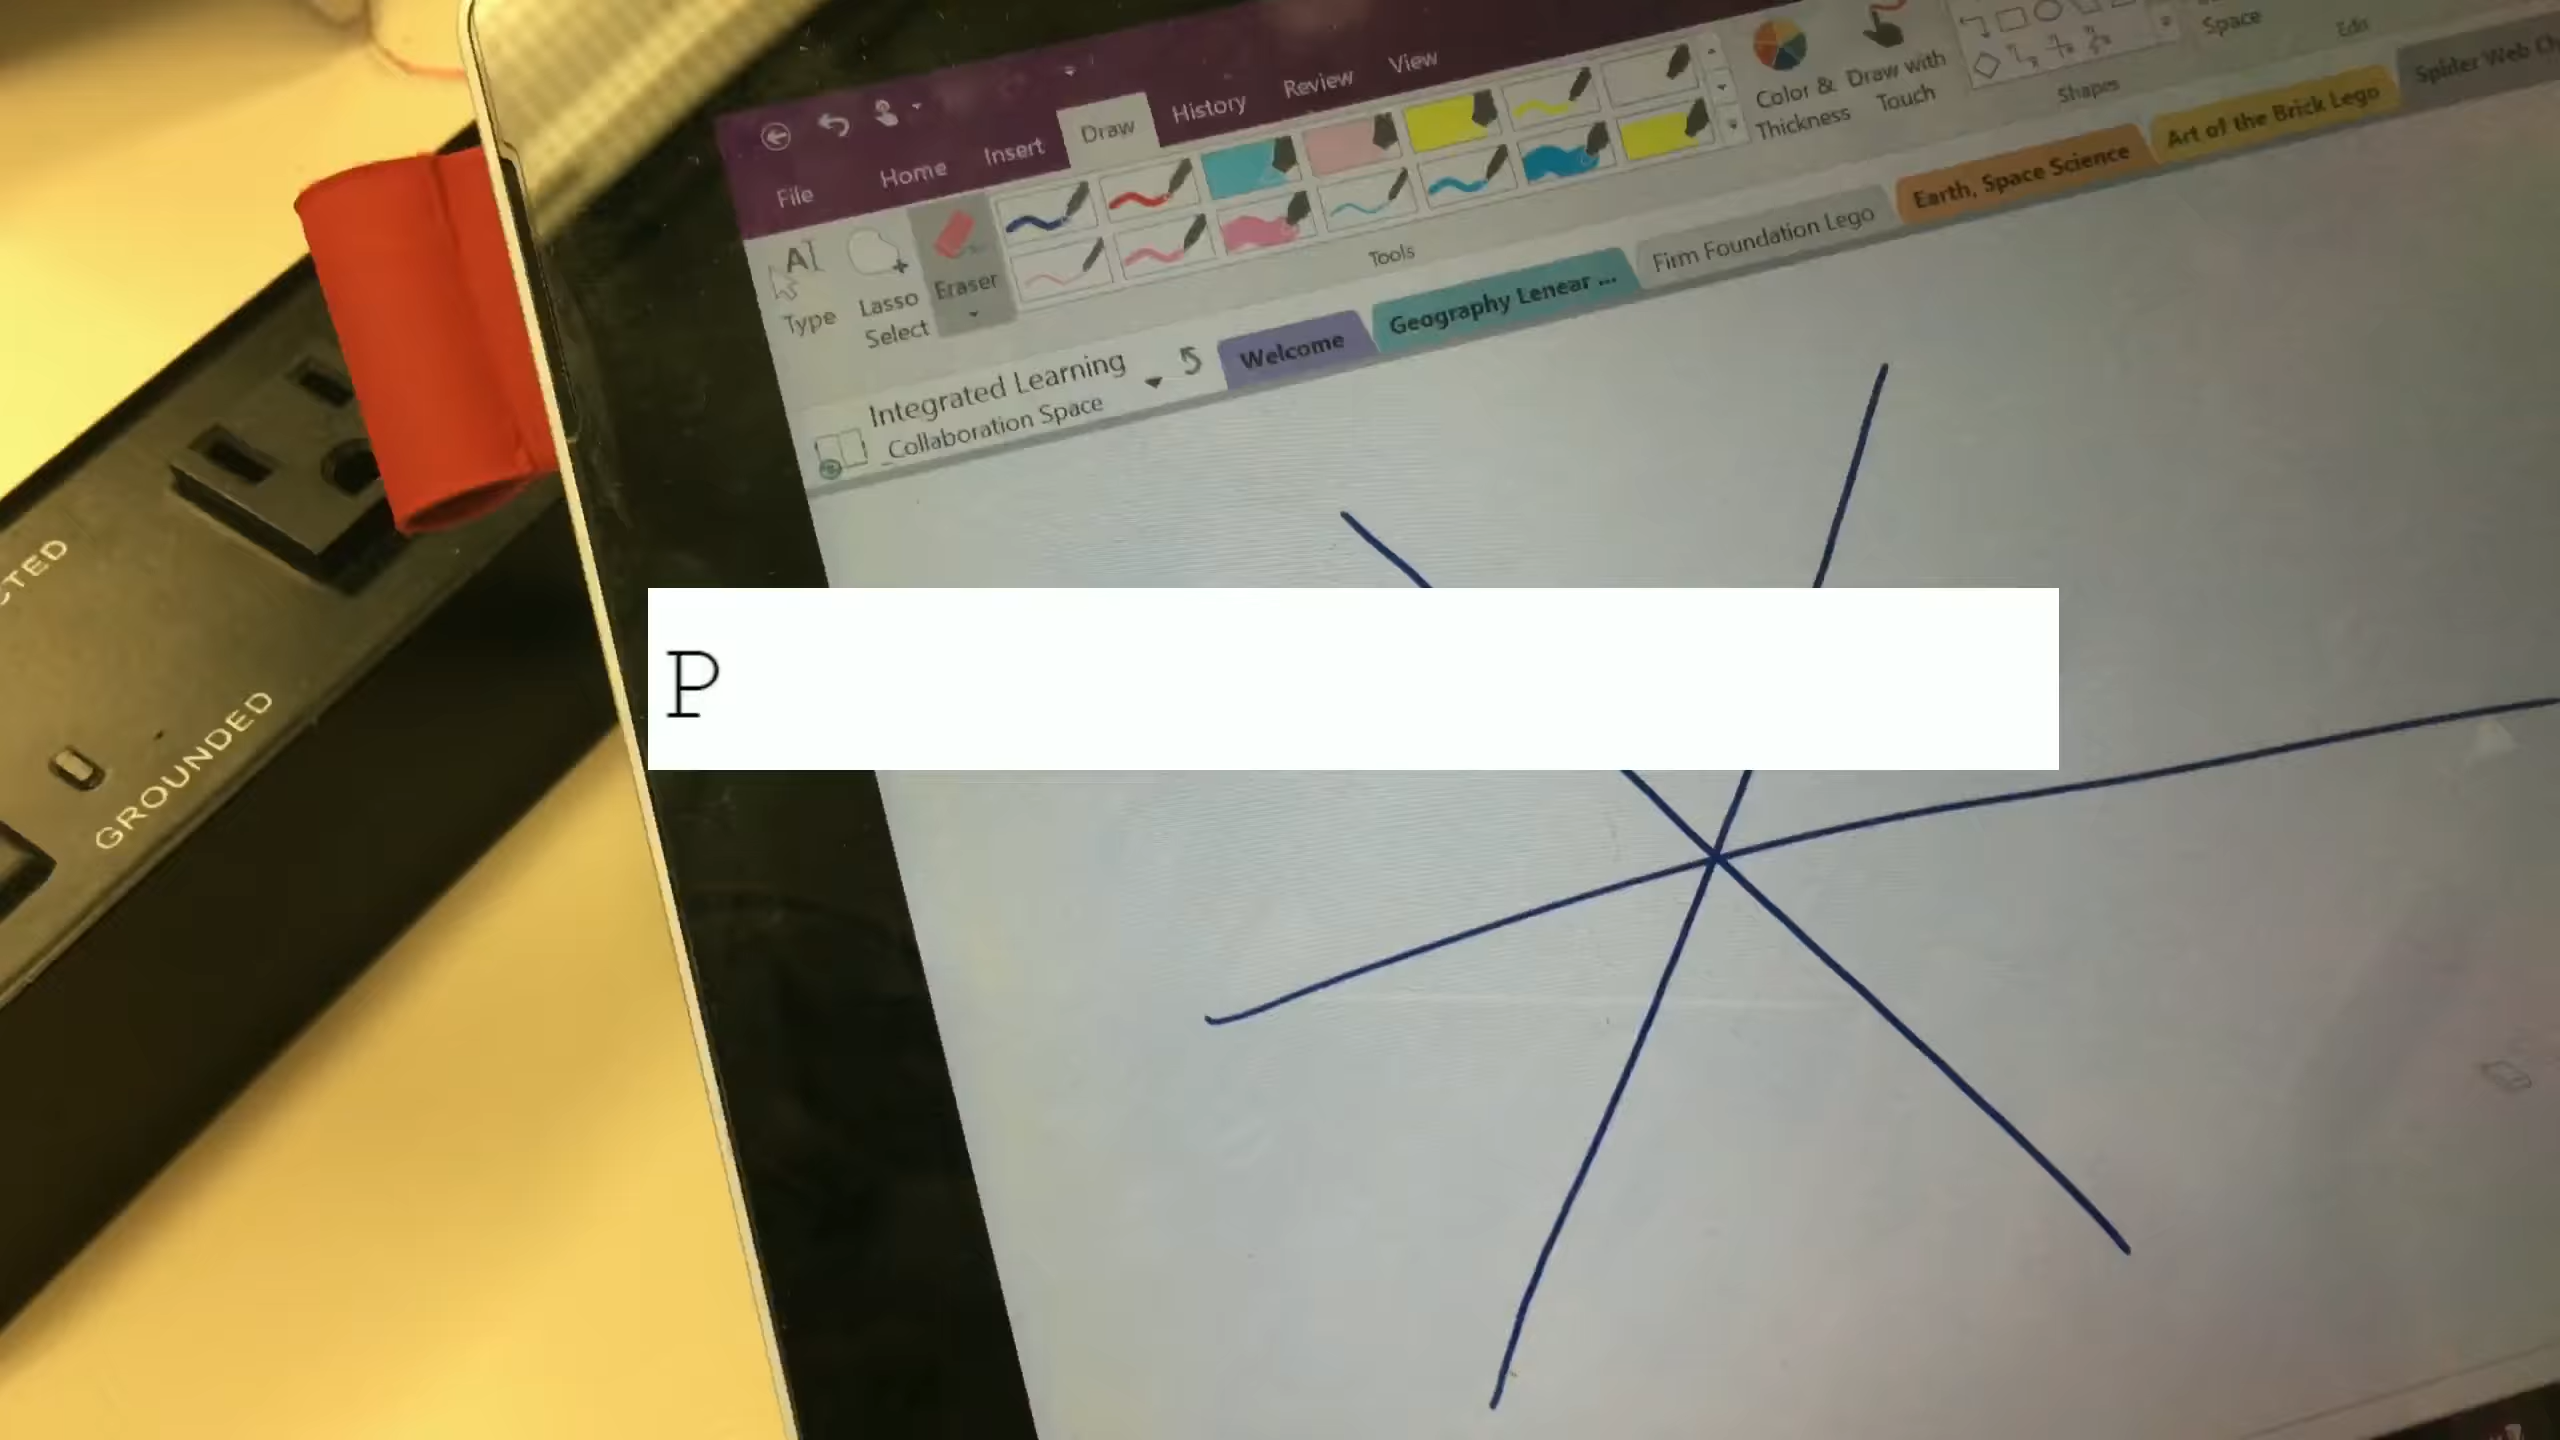 View
Review
History
Draw
Insert
Home
File
Space
Edit
Color &
Thickness
Draw with
Touch
Shapes
Type
Lasso
Select
Eraser
Tools
Spider Web
Art of the Brick Lego
Earth, Space Science
Firm Foundation Lego
Geography Lenear ...
Welcome
Integrated Learning
Collaboration Space
P
GROUNDED